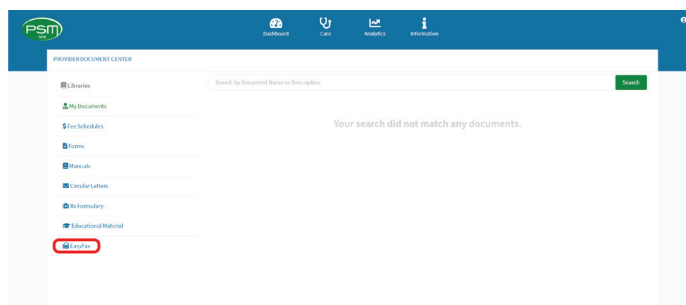 PSM
Dashboard
Care
Analytics
Information
PROVIDER DOCUMENT CENTER
Libraries
Search by Document Name or Description
Search
My Documents
Your search did not match any documents.
Fee Schedules
Forms
Manuals
Circular Letters
Rx Formulary
Educational Material
EasyFax